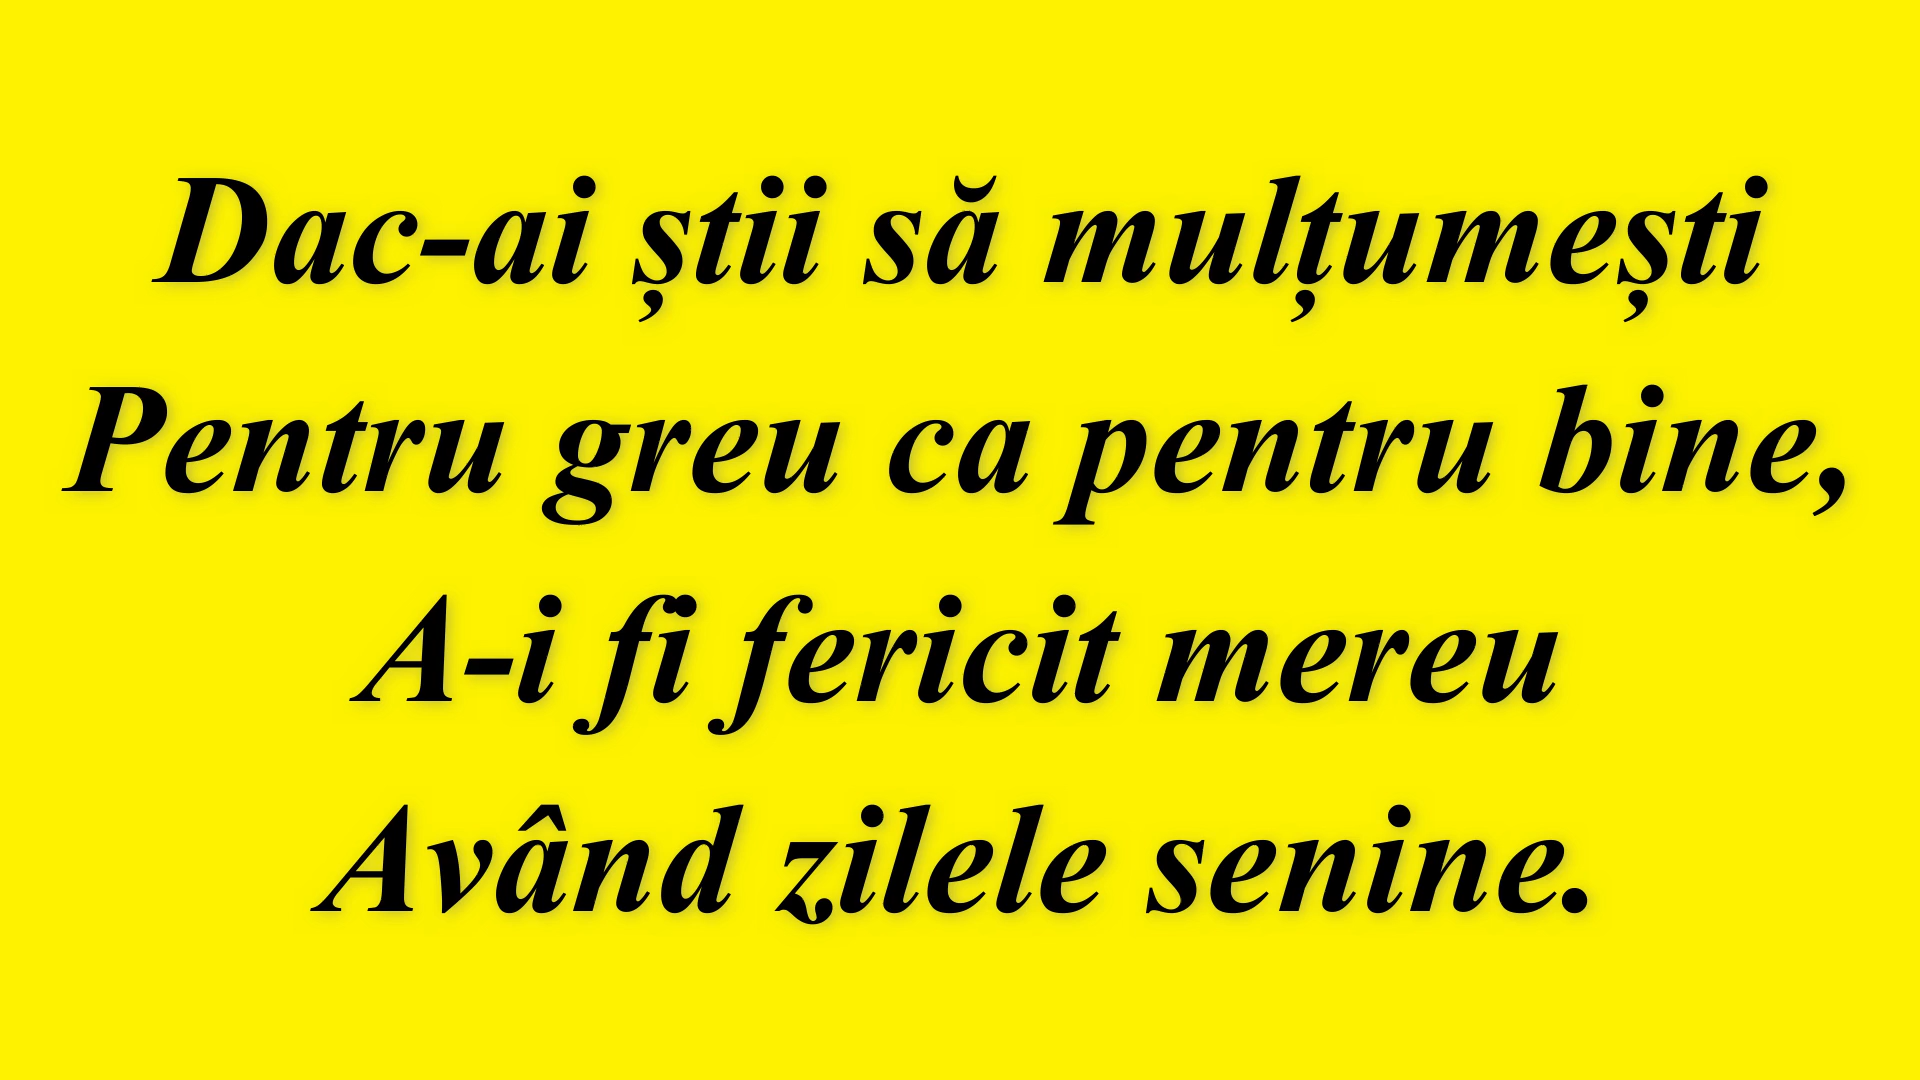 Dac-ai știi să mulțumești
Pentru greu ca pentru bine,
A-i fi fericit mereu
Având zilele senine.